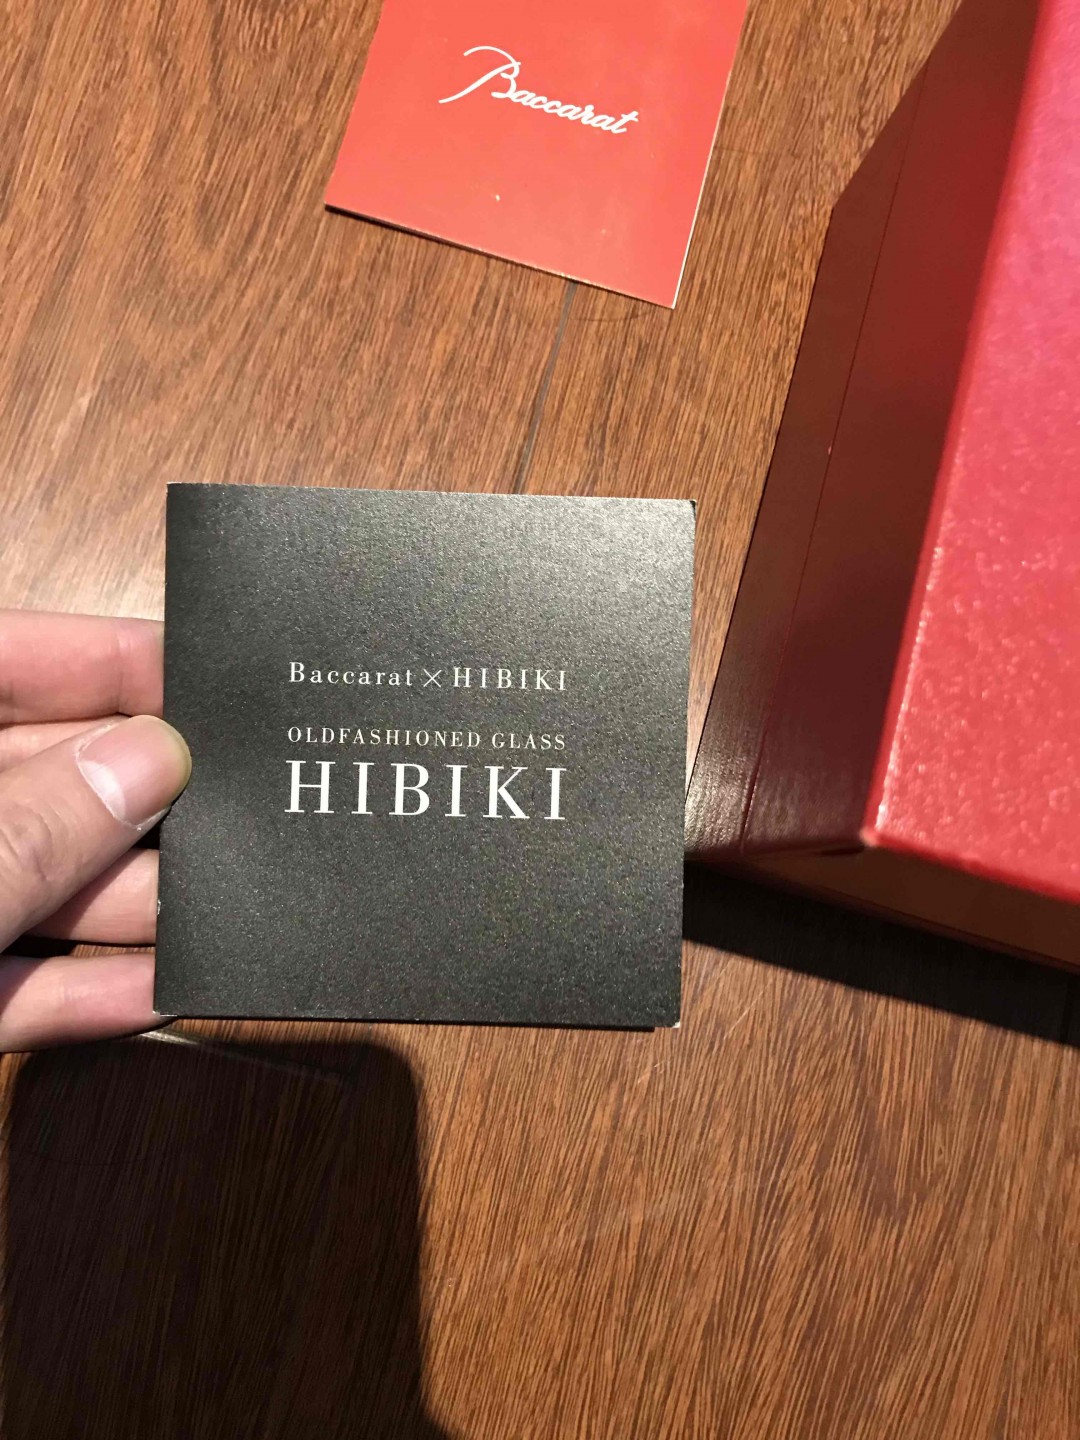 Baccarat
Baccarat × HIBIKI
OLDFASHIONED GLASS
HIBIKI